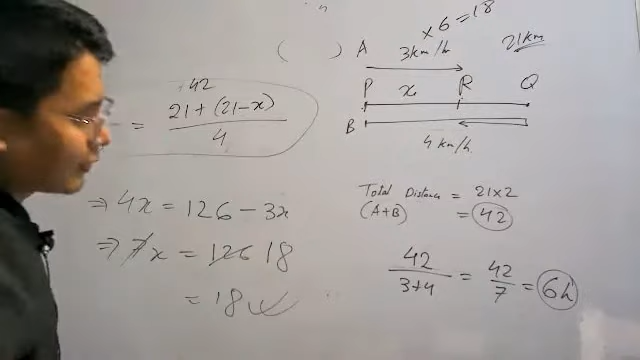 × 6 = 18
( ) A 3km/h 21km
P x R Q
B
4 km/h.
42
= 21 + (21 - x)
4
⇒ 4x = 126 - 3x
⇒ 7x = 126 18
= 18
Total Distance = 21 × 2
(A+B) = 42
42 / 3+4 = 42 / 7 = 6h